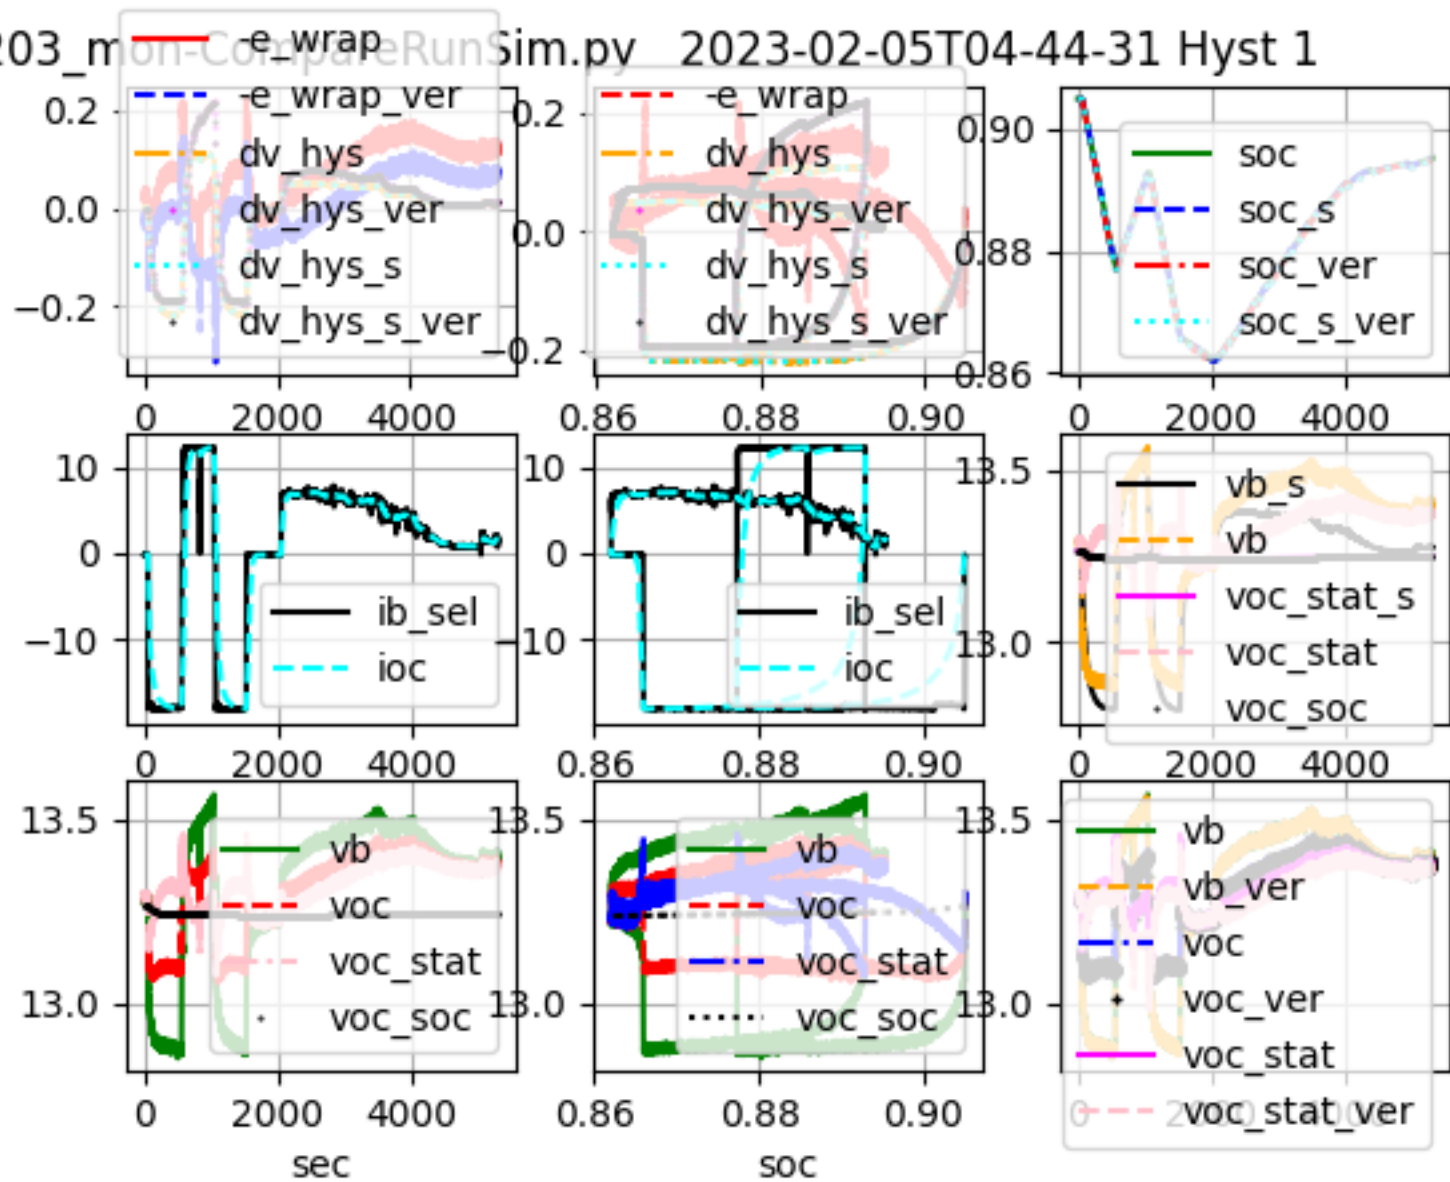 203_mon-CompareRunSim.py 2023-02-05T04-44-31 Hyst 1
-e_wrap
-e_wrap_ver
dv_hys
dv_hys_ver
dv_hys_s
dv_hys_s_ver
0.2
0.0
−0.2
0 2000 4000
-e_wrap
dv_hys
dv_hys_ver
dv_hys_s
dv_hys_s_ver
0.2
0.0
−0.2
0.86 0.88 0.90
soc
soc_s
soc_ver
soc_s_ver
0.90
0.88
0.86
0 2000 4000
10
0
−10
ib_sel
ioc
0 2000 4000
10
0
−10
ib_sel
ioc
0.86 0.88 0.90
13.5
13.0
vb_s
vb
voc_stat_s
voc_stat
voc_soc
0 2000 4000
13.5
13.0
vb
voc
voc_stat
voc_soc
0 2000 4000
sec
13.5
13.0
vb
voc
voc_stat
voc_soc
0.86 0.88 0.90
soc
13.5
13.0
vb
vb_ver
voc
voc_ver
voc_stat
voc_stat_ver
0 2000 4000